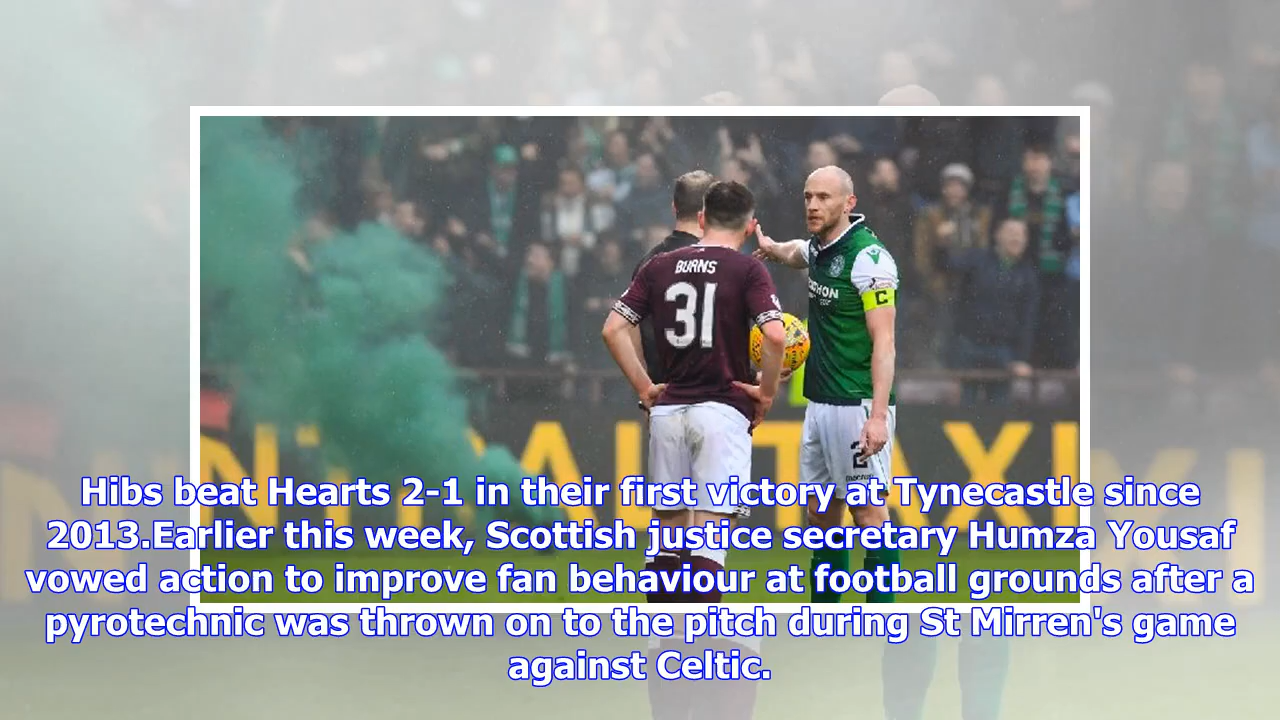 BURNS
31
C
2
Hibs beat Hearts 2-1 in their first victory at Tynecastle since
2013.Earlier this week, Scottish justice secretary Humza Yousaf
vowed action to improve fan behaviour at football grounds after a
pyrotechnic was thrown on to the pitch during St Mirren's game
against Celtic.